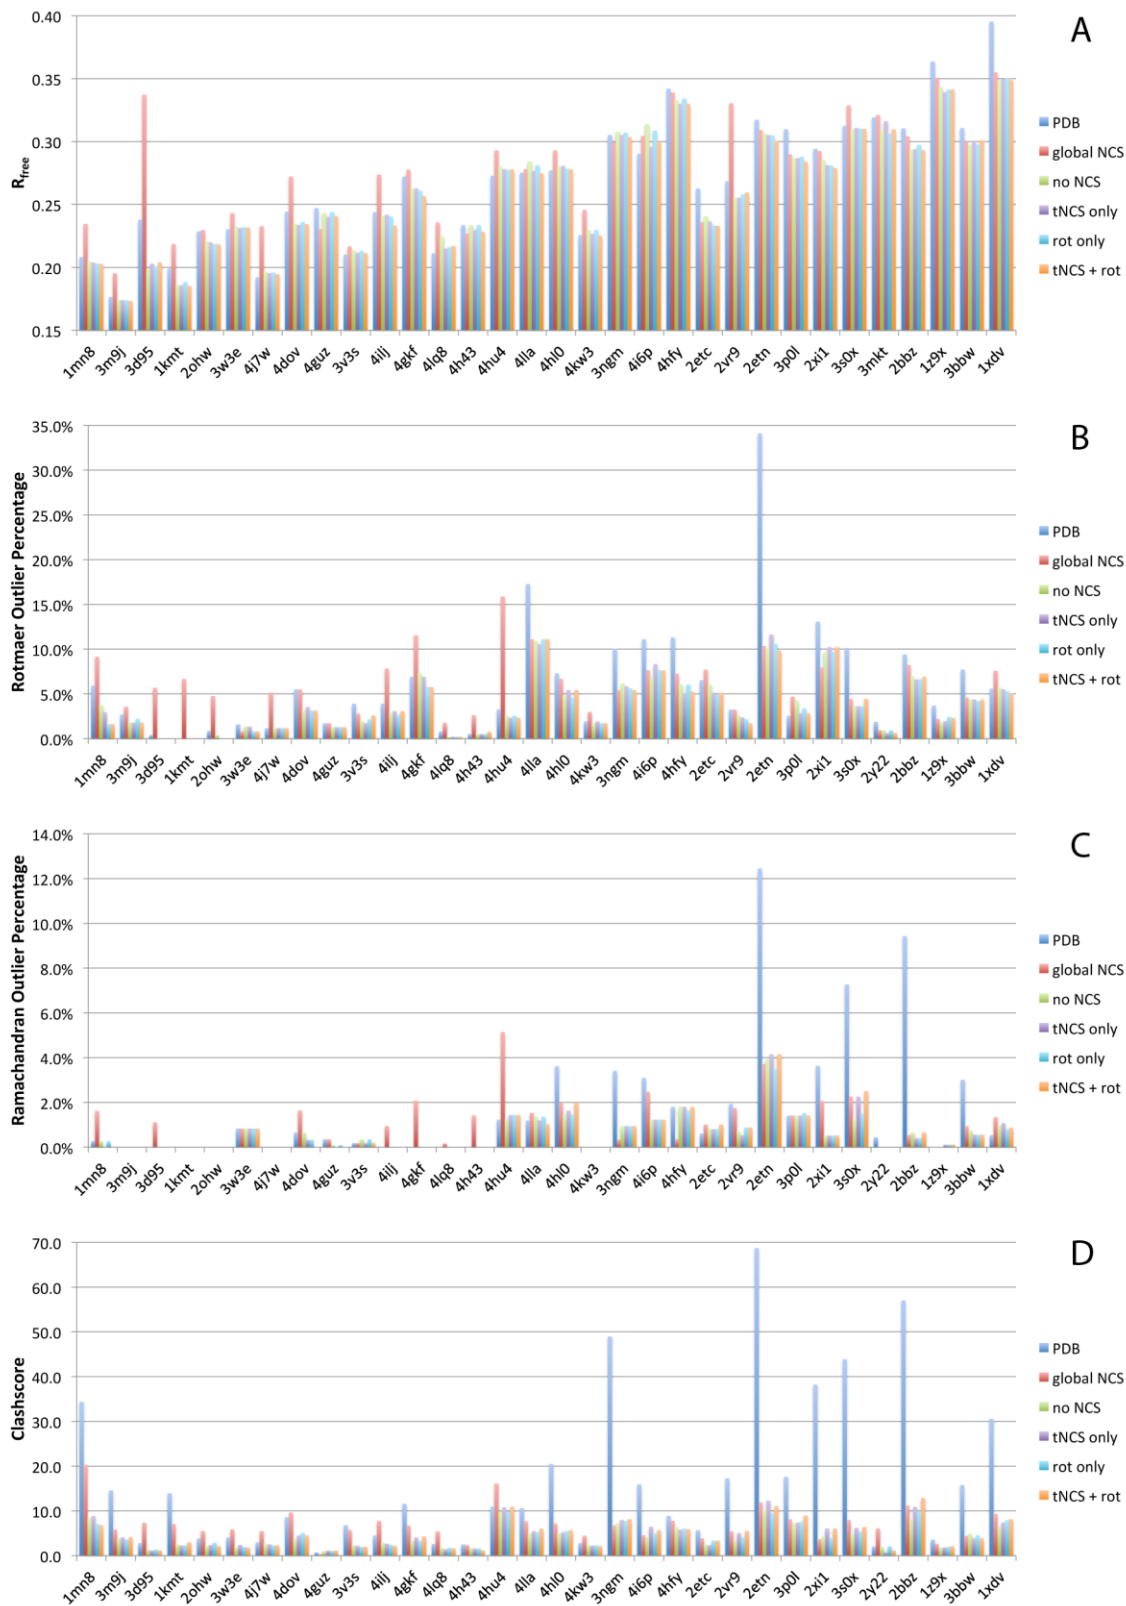 A
0.40
0.35
0.30
0.25
0.20
0.15
R_free
1mn8 3m9j 3d95 1kmt 2ohw 3w3e 4j7w 4dov 4guz 3v3s 4ilj 4gkf 4lq8 4h43 4hu4 4lla 4hl0 4kw3 3ngm 4i6p 4hfy 2etc 2vr9 2etn 3p0l 2xi1 3s0x 3mkt 2bbz 1z9x 3bbw 1xdv
PDB
global NCS
no NCS
tNCS only
rot only
tNCS + rot
B
35.0%
30.0%
25.0%
20.0%
15.0%
10.0%
5.0%
0.0%
Rotmaer Outlier Percentage
1mn8 3m9j 3d95 1kmt 2ohw 3w3e 4j7w 4dov 4guz 3v3s 4ilj 4gkf 4lq8 4h43 4hu4 4lla 4hl0 4kw3 3ngm 4i6p 4hfy 2etc 2vr9 2etn 3p0l 2xi1 3s0x 2y22 2bbz 1z9x 3bbw 1xdv
PDB
global NCS
no NCS
tNCS only
rot only
tNCS + rot
C
14.0%
12.0%
10.0%
8.0%
6.0%
4.0%
2.0%
0.0%
Ramachandran Outlier Percentage
1mn8 3m9j 3d95 1kmt 2ohw 3w3e 4j7w 4dov 4guz 3v3s 4ilj 4gkf 4lq8 4h43 4hu4 4lla 4hl0 4kw3 3ngm 4i6p 4hfy 2etc 2vr9 2etn 3p0l 2xi1 3s0x 2y22 2bbz 1z9x 3bbw 1xdv
PDB
global NCS
no NCS
tNCS only
rot only
tNCS + rot
D
70.0
60.0
50.0
40.0
30.0
20.0
10.0
0.0
Clashscore
1mn8 3m9j 3d95 1kmt 2ohw 3w3e 4j7w 4dov 4guz 3v3s 4ilj 4gkf 4lq8 4h43 4hu4 4lla 4hl0 4kw3 3ngm 4i6p 4hfy 2etc 2vr9 2etn 3p0l 2xi1 3s0x 2y22 2bbz 1z9x 3bbw 1xdv
PDB
global NCS
no NCS
tNCS only
rot only
tNCS + rot